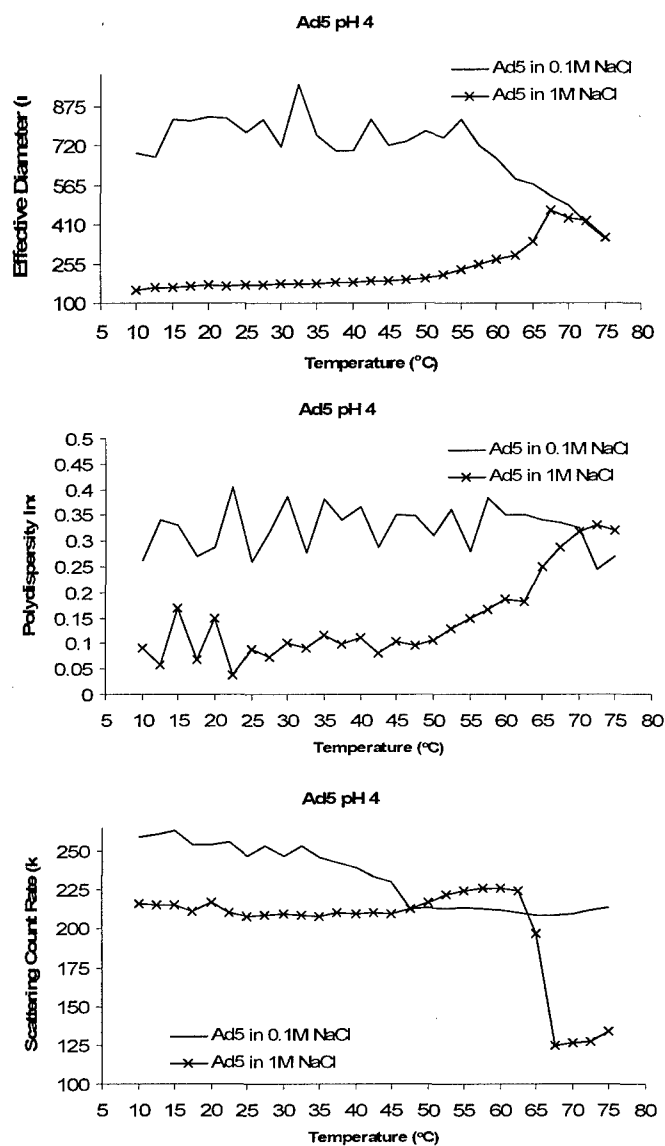 Ad5 pH 4
Ad5 in 0.1M NaCl
Ad5 in 1M NaCl
Effective Diameter (
875
720
565
410
255
100
5 10 15 20 25 30 35 40 45 50 55 60 65 70 75 80
Temperature (°C)
Ad5 pH 4
Ad5 in 0.1M NaCl
Ad5 in 1M NaCl
Polydispersity
0.5
0.45
0.4
0.35
0.3
0.25
0.2
0.15
0.1
0.05
0
5 10 15 20 25 30 35 40 45 50 55 60 65 70 75 80
Temperature (°C)
Ad5 pH 4
Scattering Count Rate (k
250
225
200
175
150
125
100
Ad5 in 0.1M NaCl
Ad5 in 1M NaCl
5 10 15 20 25 30 35 40 45 50 55 60 65 70 75 80
Temperature (°C)